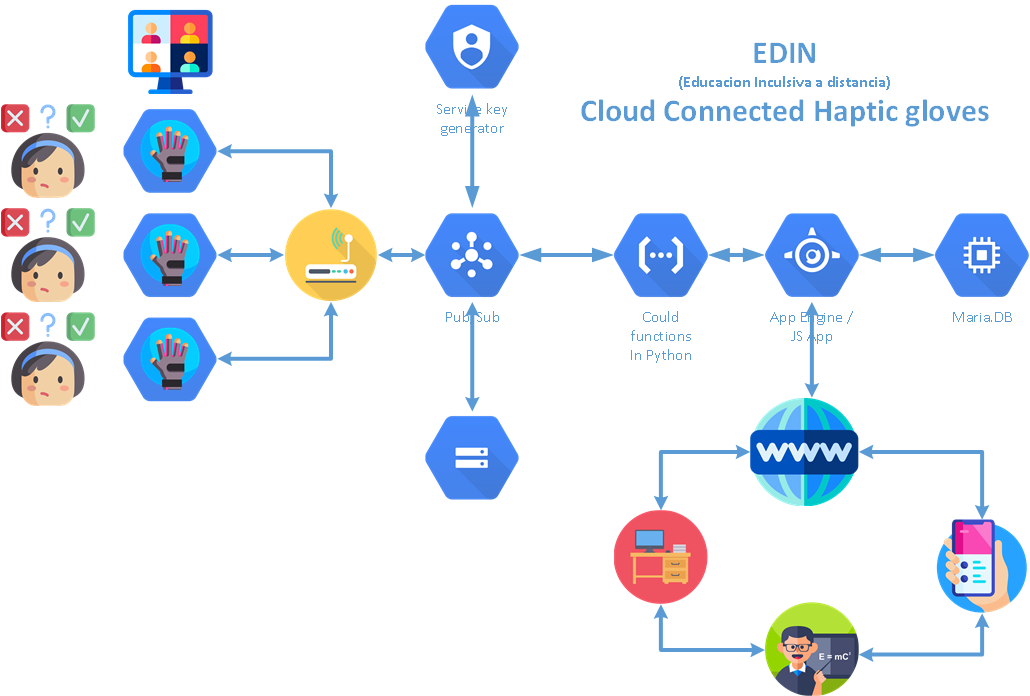 EDIN
(Educacion Inculsiva a distancia)
Cloud Connected Haptic gloves
Service key
generator
Pub/Sub
Could
functions
In Python
App Engine /
JS App
Maria.DB
www
E = mC²